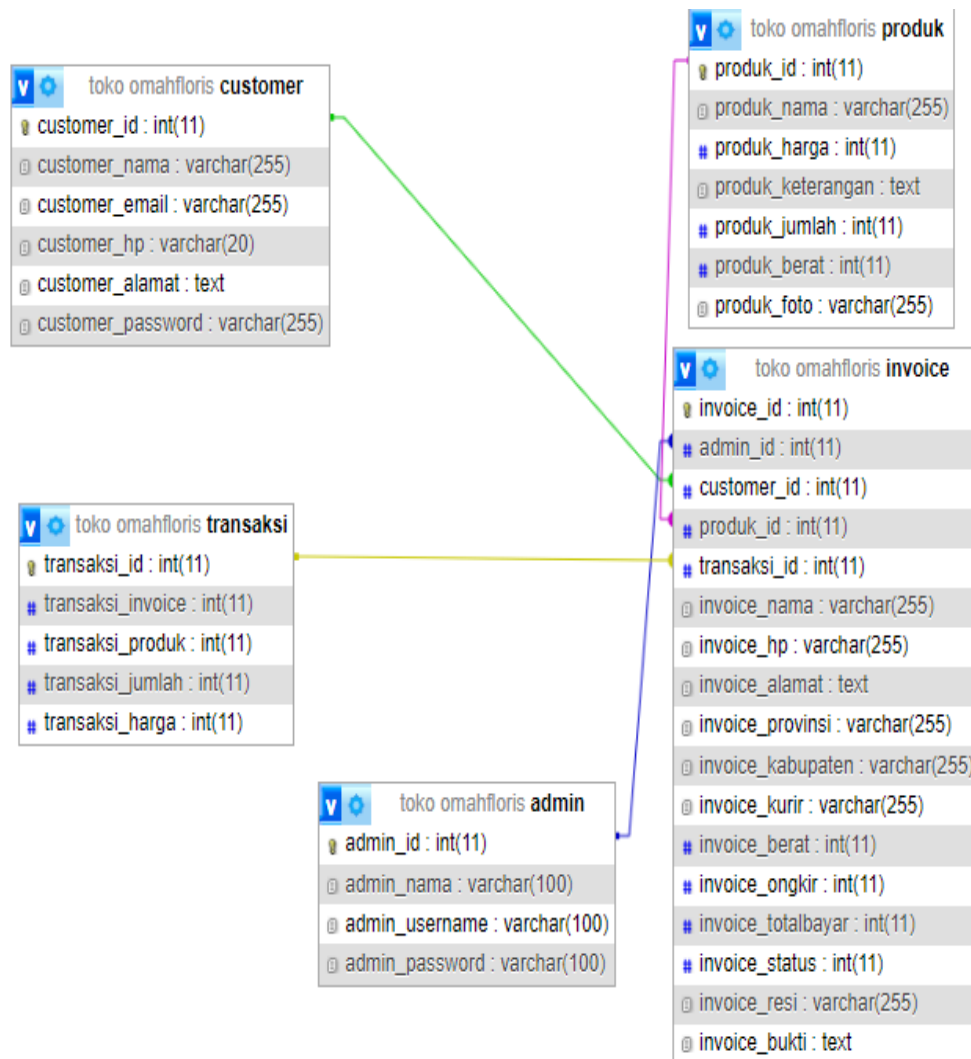 toko omahfloris customer
customer_id : int(11)
customer_nama : varchar(255)
customer_email : varchar(255)
customer_hp : varchar(20)
customer_alamat : text
customer_password : varchar(255)
toko omahfloris produk
produk_id : int(11)
produk_nama : varchar(255)
produk_harga : int(11)
produk_keterangan : text
produk_jumlah : int(11)
produk_berat : int(11)
produk_foto : varchar(255)
toko omahfloris transaksi
transaksi_id : int(11)
transaksi_invoice : int(11)
transaksi_produk : int(11)
transaksi_jumlah : int(11)
transaksi_harga : int(11)
toko omahfloris invoice
invoice_id : int(11)
admin_id : int(11)
customer_id : int(11)
produk_id : int(11)
transaksi_id : int(11)
invoice_nama : varchar(255)
invoice_hp : varchar(255)
invoice_alamat : text
invoice_provinsi : varchar(255)
invoice_kabupaten : varchar(255)
invoice_kurir : varchar(255)
invoice_berat : int(11)
invoice_ongkir : int(11)
invoice_totalbayar : int(11)
invoice_status : int(11)
invoice_resi : varchar(255)
invoice_bukti : text
toko omahfloris admin
admin_id : int(11)
admin_nama : varchar(100)
admin_username : varchar(100)
admin_password : varchar(100)